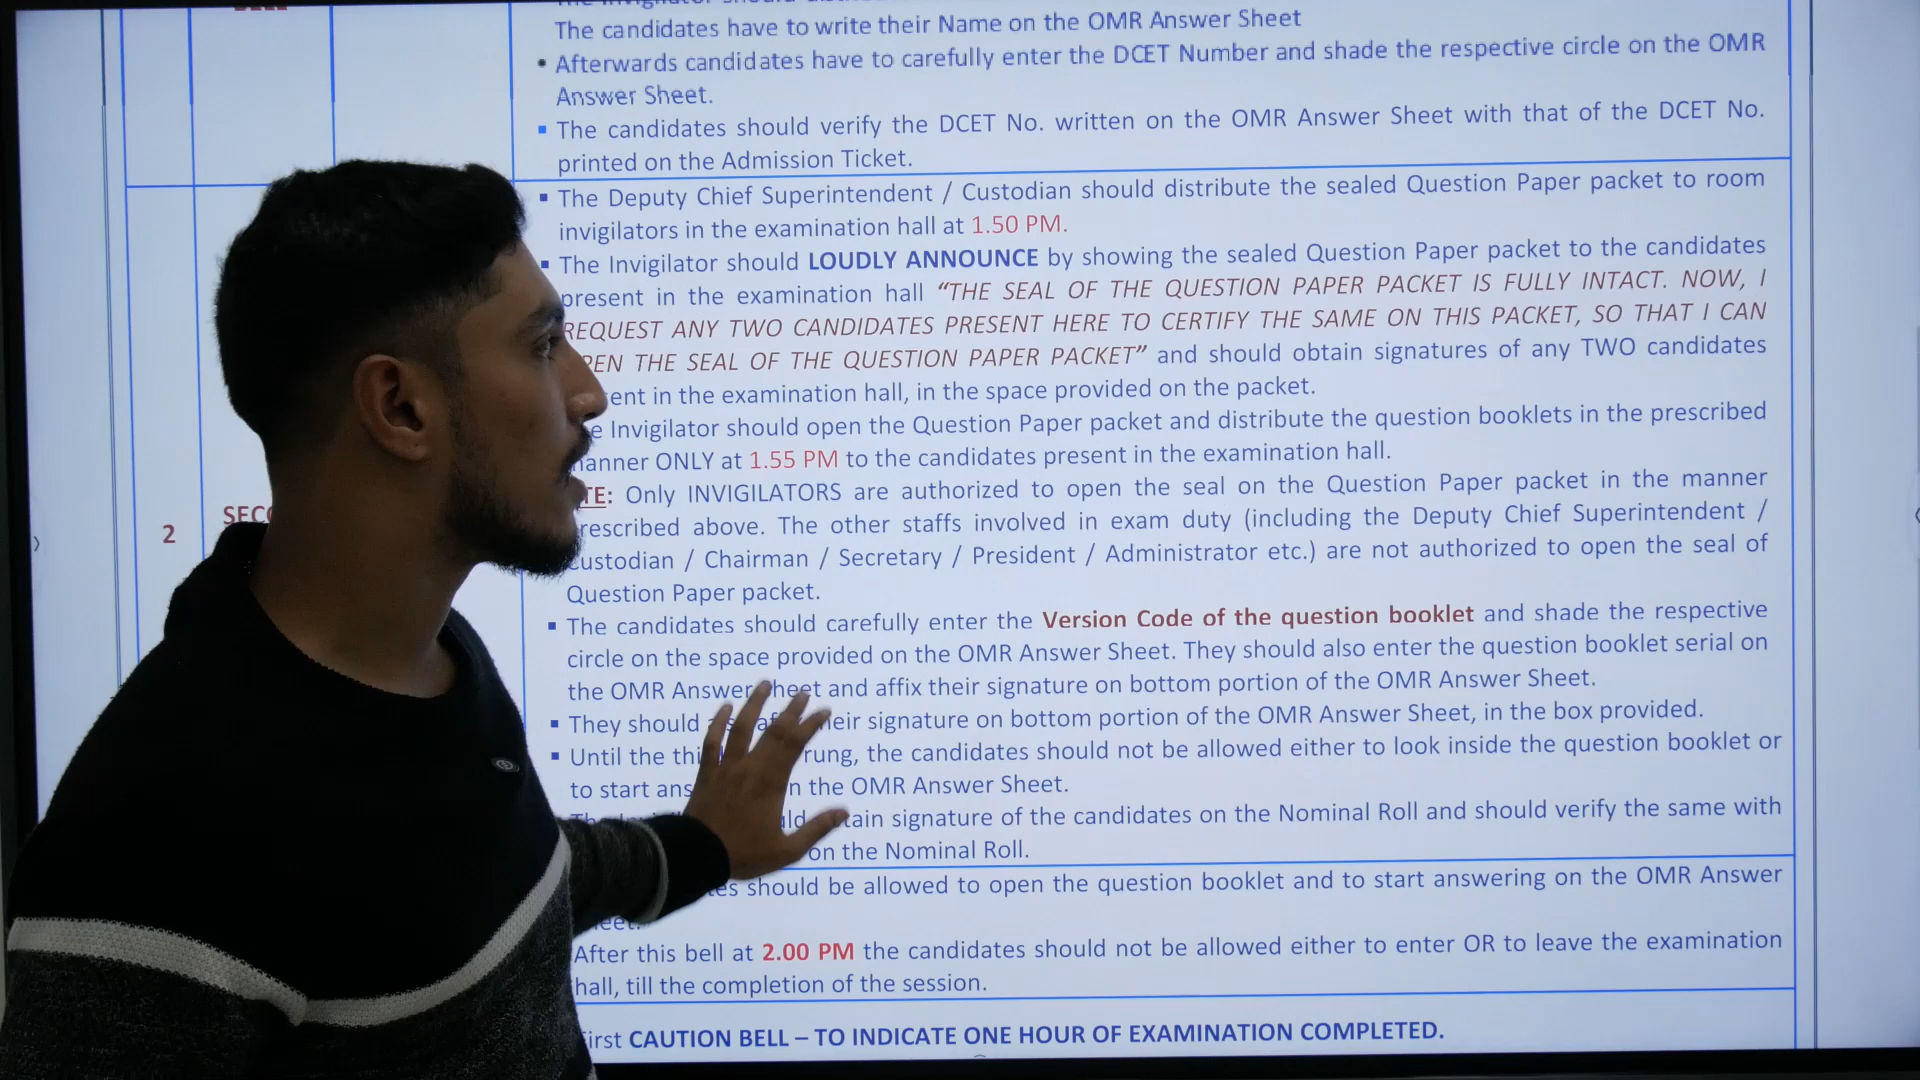 The candidates have to write their Name on the OMR Answer Sheet
• Afterwards candidates have to carefully enter the DCET Number and shade the respective circle on the OMR
Answer Sheet.
▪ The candidates should verify the DCET No. written on the OMR Answer Sheet with that of the DCET No.
printed on the Admission Ticket.
▪ The Deputy Chief Superintendent / Custodian should distribute the sealed Question Paper packet to room
invigilators in the examination hall at 1.50 PM.
▪ The Invigilator should LOUDLY ANNOUNCE by showing the sealed Question Paper packet to the candidates
present in the examination hall “THE SEAL OF THE QUESTION PAPER PACKET IS FULLY INTACT. NOW, I
REQUEST ANY TWO CANDIDATES PRESENT HERE TO CERTIFY THE SAME ON THIS PACKET, SO THAT I CAN
EN THE SEAL OF THE QUESTION PAPER PACKET” and should obtain signatures of any TWO candidates
ent in the examination hall, in the space provided on the packet.
e Invigilator should open the Question Paper packet and distribute the question booklets in the prescribed
manner ONLY at 1.55 PM to the candidates present in the examination hall.
TE: Only INVIGILATORS are authorized to open the seal on the Question Paper packet in the manner
rescribed above. The other staffs involved in exam duty (including the Deputy Chief Superintendent /
Custodian / Chairman / Secretary / President / Administrator etc.) are not authorized to open the seal of
Question Paper packet.
2
SECO
▪ The candidates should carefully enter the Version Code of the question booklet and shade the respective
circle on the space provided on the OMR Answer Sheet. They should also enter the question booklet serial on
the OMR Answer Sheet and affix their signature on bottom portion of the OMR Answer Sheet.
▪ They should their signature on bottom portion of the OMR Answer Sheet, in the box provided.
▪ Until the thi rung, the candidates should not be allowed either to look inside the question booklet or
to start ans n the OMR Answer Sheet.
tain signature of the candidates on the Nominal Roll and should verify the same with
on the Nominal Roll.
es should be allowed to open the question booklet and to start answering on the OMR Answer
eet.
After this bell at 2.00 PM the candidates should not be allowed either to enter OR to leave the examination
hall, till the completion of the session.
irst CAUTION BELL – TO INDICATE ONE HOUR OF EXAMINATION COMPLETED.